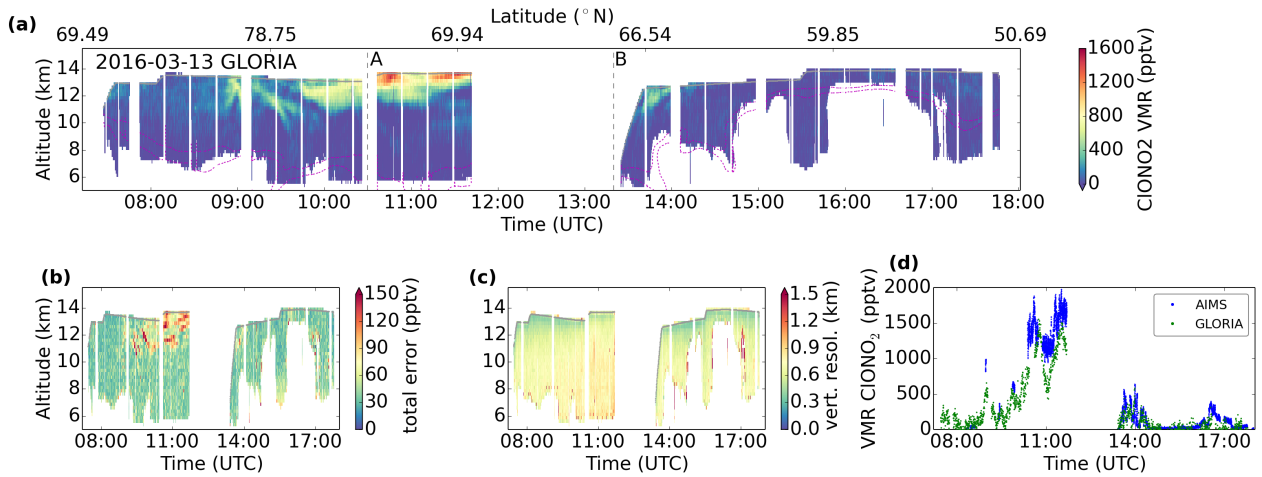 (a)
Latitude (°N)
69.49 78.75 69.94 66.54 59.85 50.69
2016-03-13 GLORIA
A
B
Altitude (km)
14
12
10
8
6
08:00 09:00 10:00 11:00 12:00 13:00 14:00 15:00 16:00 17:00 18:00
Time (UTC)
1600
1200
800
400
0
ClONO2 VMR (pptv)
(b)
Altitude (km)
14
12
10
8
6
08:00 11:00 14:00 17:00
Time (UTC)
150
120
90
60
30
0
total error (pptv)
(c)
14
12
10
8
6
08:00 11:00 14:00 17:00
Time (UTC)
1.5
1.2
0.9
0.6
0.3
0.0
vert. resol. (km)
(d)
VMR ClONO₂ (pptv)
2000
1500
1000
500
0
AIMS
GLORIA
08:00 11:00 14:00 17:00
Time (UTC)